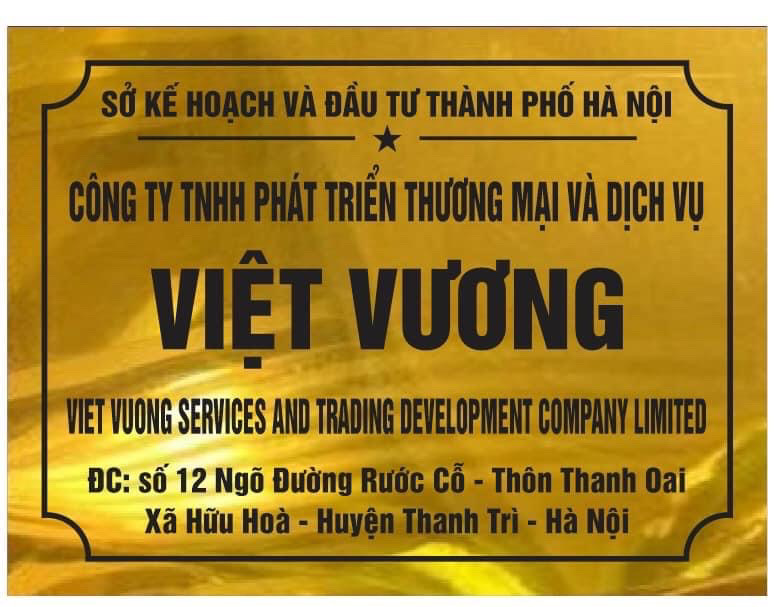 SỞ KẾ HOẠCH VÀ ĐẦU TƯ THÀNH PHỐ HÀ NỘI
CÔNG TY TNHH PHÁT TRIỂN THƯƠNG MẠI VÀ DỊCH VỤ
VIỆT VƯƠNG
VIET VUONG SERVICES AND TRADING DEVELOPMENT COMPANY LIMITED
ĐC: số 12 Ngõ Đường Rước Cỗ - Thôn Thanh Oai
Xã Hữu Hoà - Huyện Thanh Trì - Hà Nội